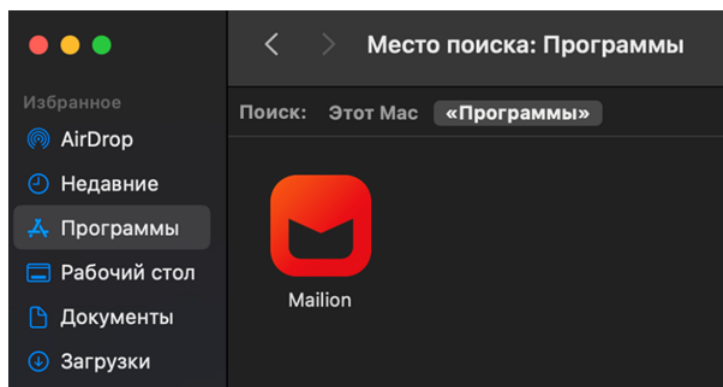 Место поиска: Программы
Избранное
AirDrop
Недавние
Программы
Рабочий стол
Документы
Загрузки
Поиск: Этот Mac «Программы»
Mailion